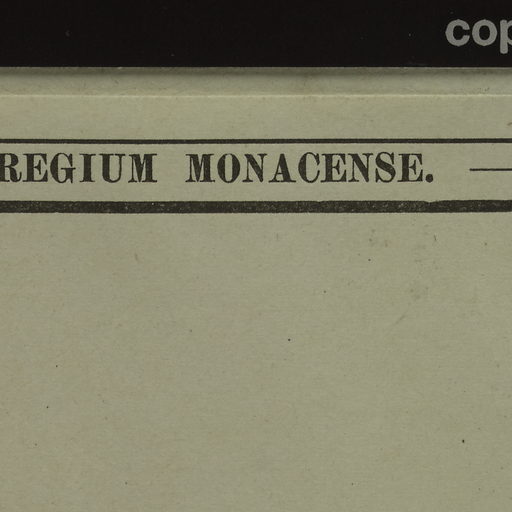 cop
REGIUM MONACENSE. —